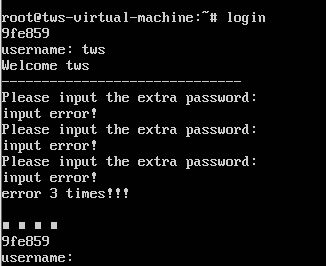 root@tws-virtual-machine:~# login
9fe859
username: tws
Welcome tws
------------------------------
Please input the extra password:
input error!
Please input the extra password:
input error!
Please input the extra password:
input error!
error 3 times!!!
▪ ▪ ▪ ▪
9fe859
username: